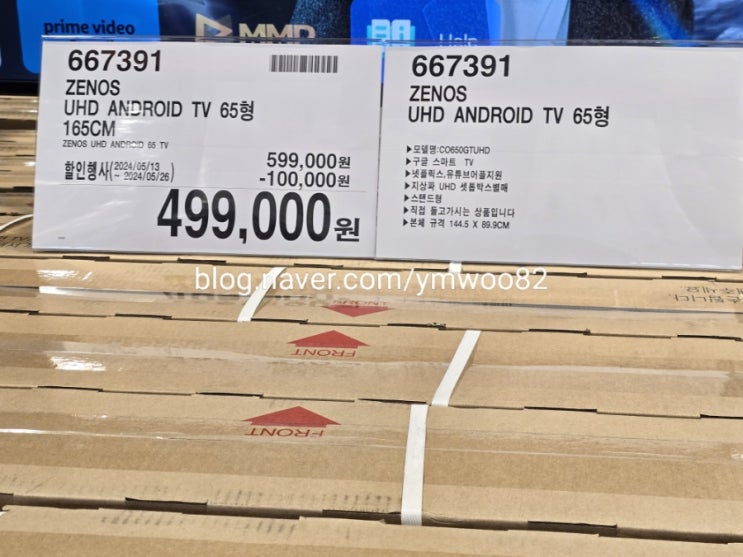 prime video
MMP
Help
667391
ZENOS
UHD ANDROID TV 65형
165CM
ZENOS UHD ANDROID 65 TV
할인행사(2024/05/13
~ 2024/05/26)
599,000원
-100,000원
499,000원
667391
ZENOS
UHD ANDROID TV 65형
▶모델명:CO650GTUHD
▶구글 스마트 TV
▶넷플릭스,유튜브어플지원
▶지상파 UHD 셋톱박스별매
▶스탠드형
▶직접 들고가시는 상품입니다
▶본체 규격 144.5 X 89.9CM
blog.naver.com/ymwoo82
FRONT
FRONT
FRONT